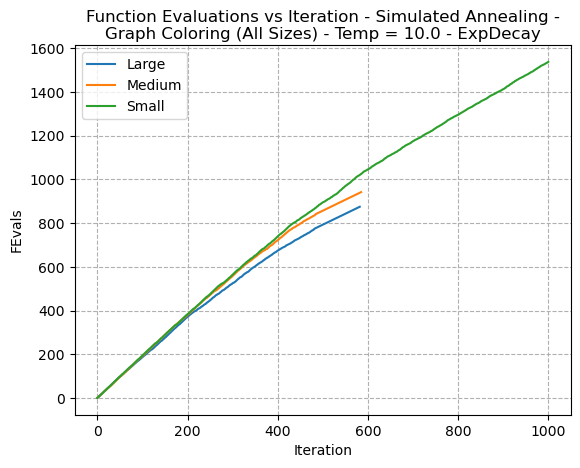 Function Evaluations vs Iteration - Simulated Annealing -
Graph Coloring (All Sizes) - Temp = 10.0 - ExpDecay
Large
Medium
Small
1600
1400
1200
1000
800
600
400
200
0
FEvals
0 200 400 600 800 1000
Iteration